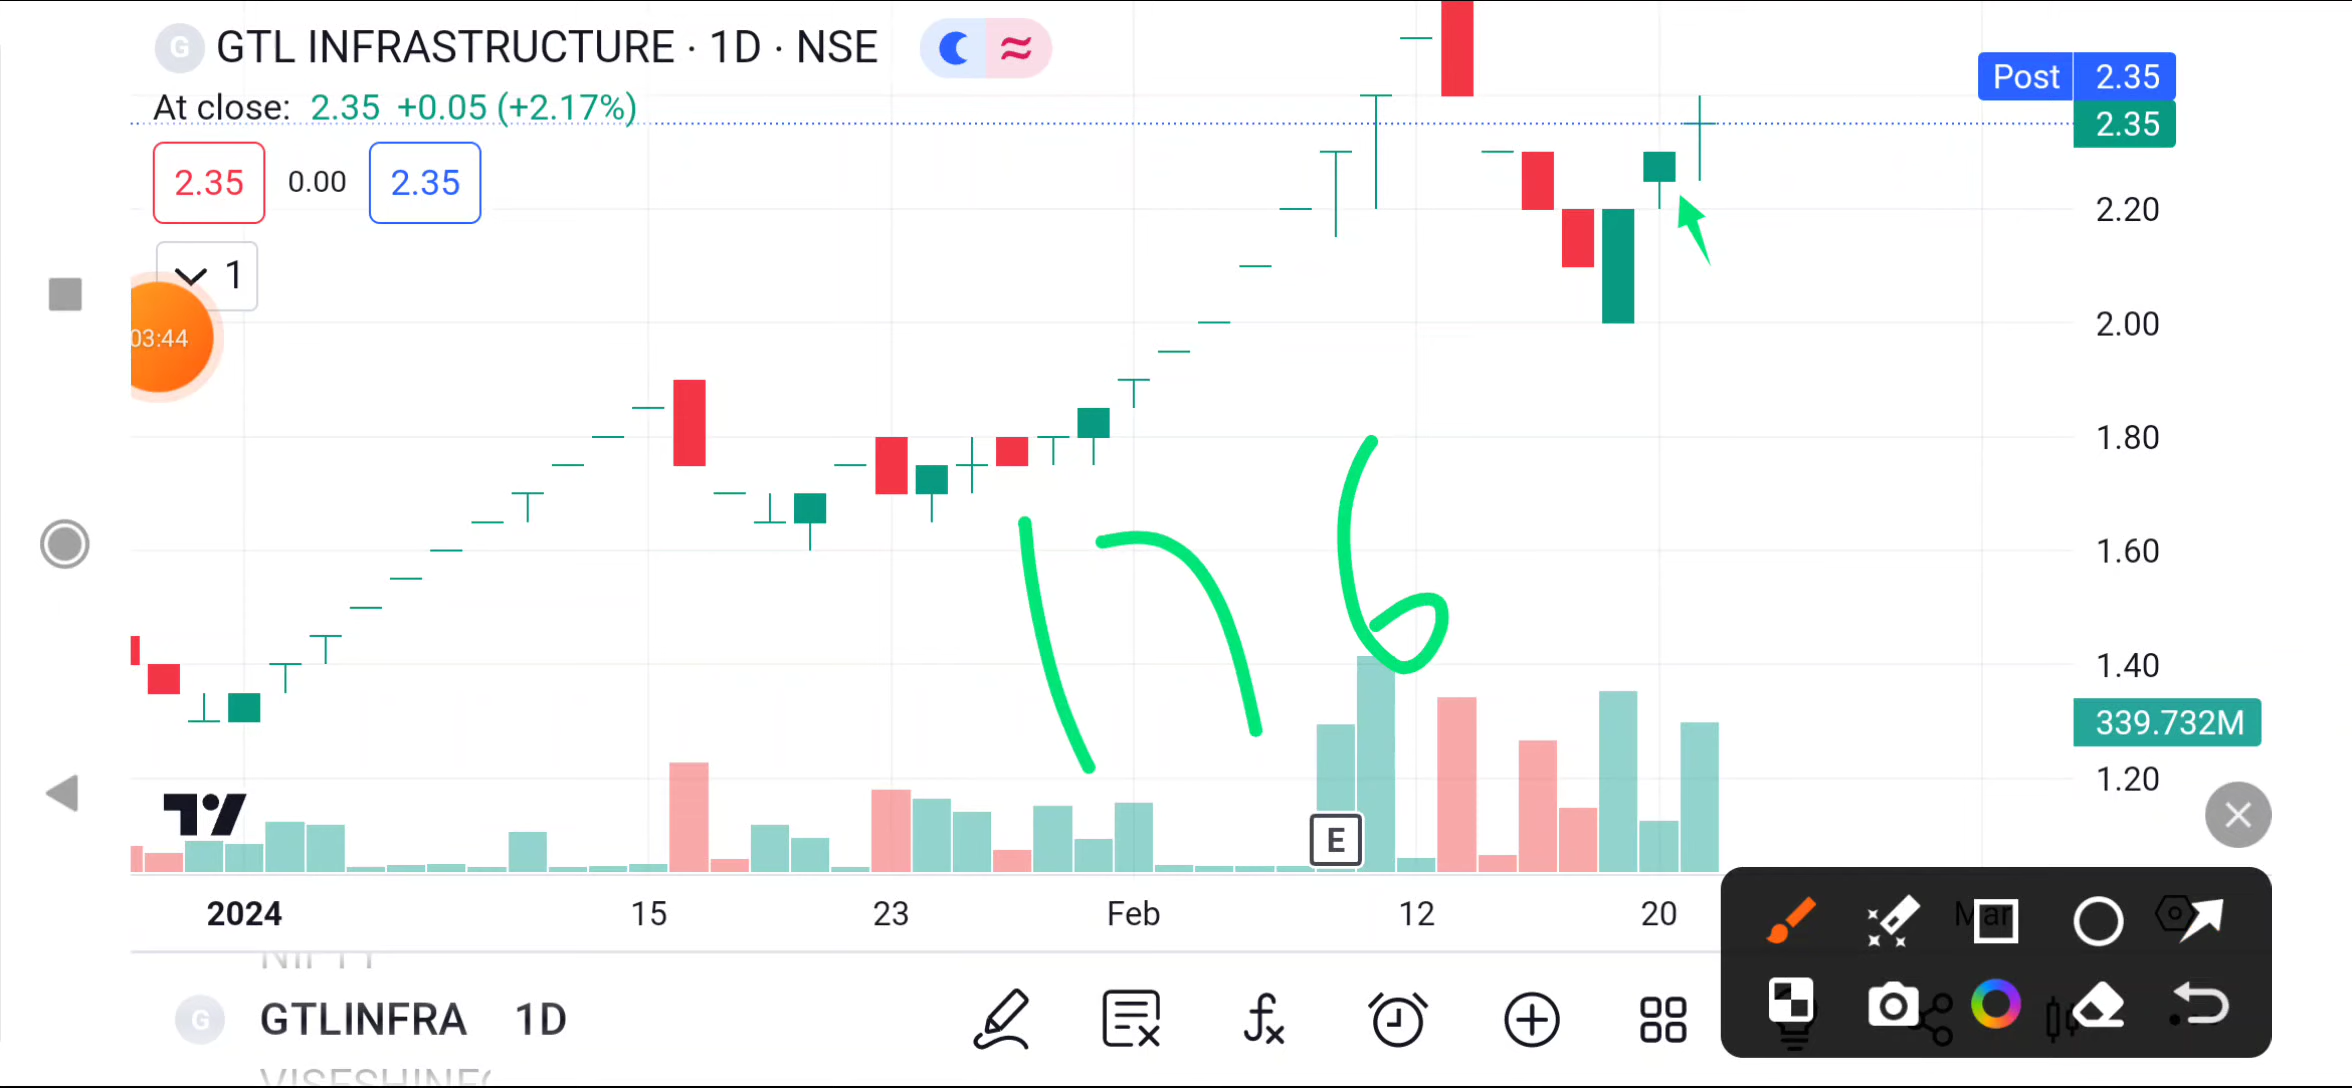 G GTL INFRASTRUCTURE · 1D · NSE
Post 2.35
At close: 2.35 +0.05 (+2.17%)
2.35
2.35 0.00 2.35
2.20
1
03:44
2.00
1.80
1.60
1.40
339.732M
1.20
E
2024 15 23 Feb 12 20 Mar
NIFTY
G GTLINFRA 1D